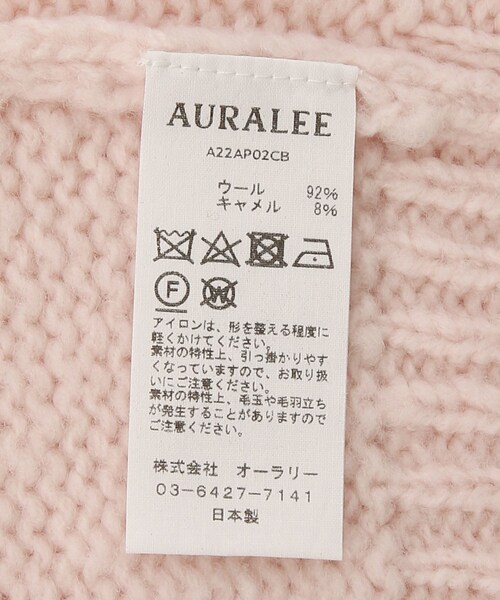 AURALEE
A22AP02CB
ウール 92%
キャメル 8%
F W
アイロンは、形を整える程度に
軽くかけてください。
素材の特性上、引っ掛かりやす
くなっていますので、お取り扱
いにご注意ください。
素材の特性上、毛玉や毛羽立ち
が発生することがありますので
ご注意ください。
株式会社 オーラリー
03-6427-7141
日本製